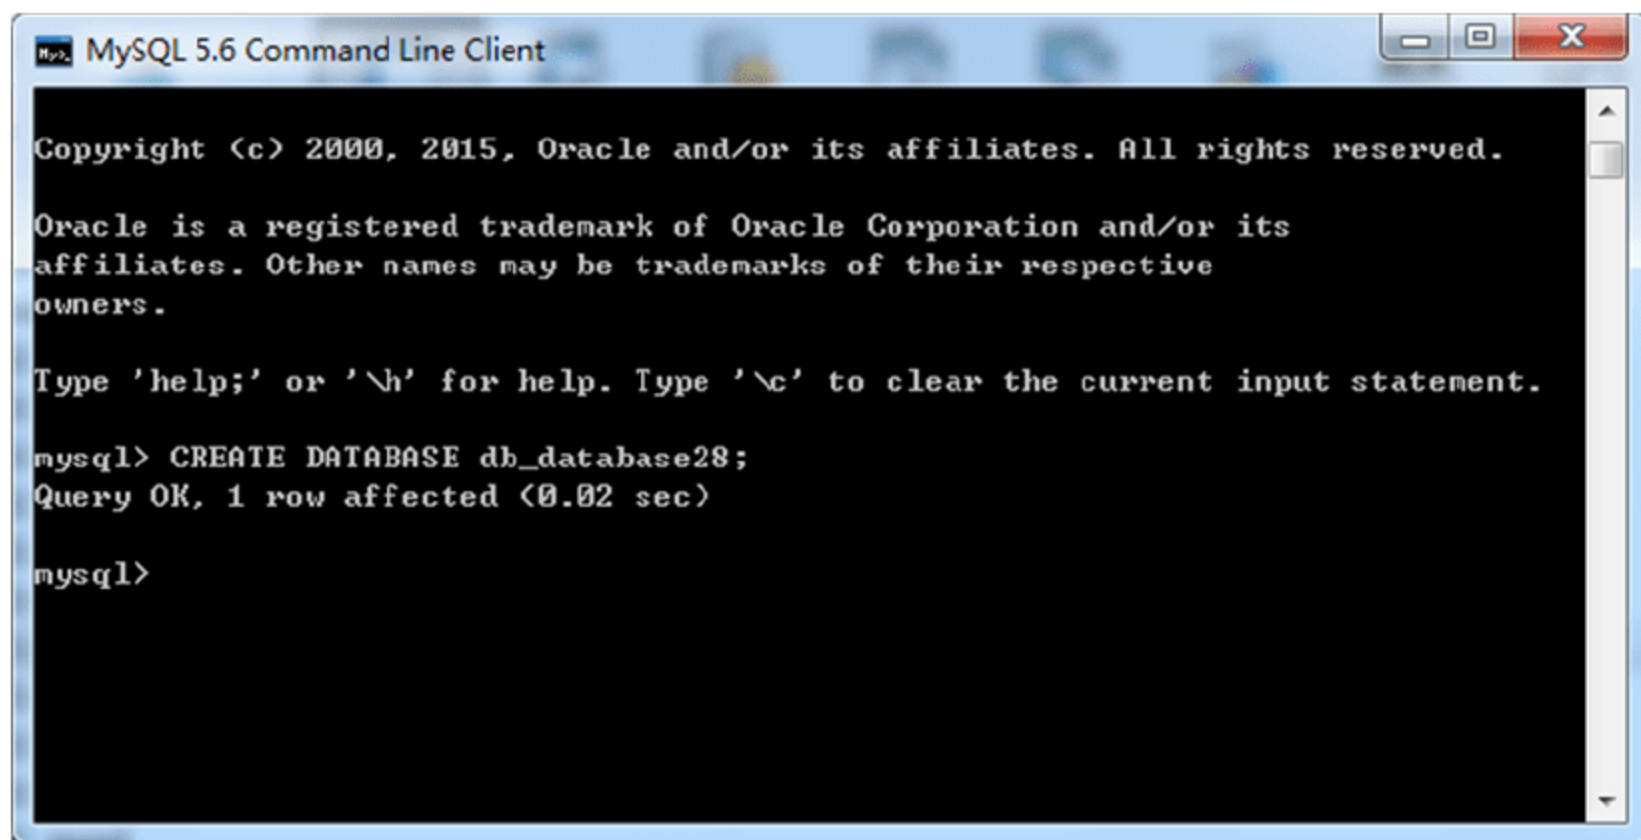 MySQL 5.6 Command Line Client
Copyright (c) 2000, 2015, Oracle and/or its affiliates. All rights reserved.
Oracle is a registered trademark of Oracle Corporation and/or its
affiliates. Other names may be trademarks of their respective
owners.
Type 'help;' or '\h' for help. Type '\c' to clear the current input statement.
mysql> CREATE DATABASE db_database28;
Query OK, 1 row affected (0.02 sec)
mysql>